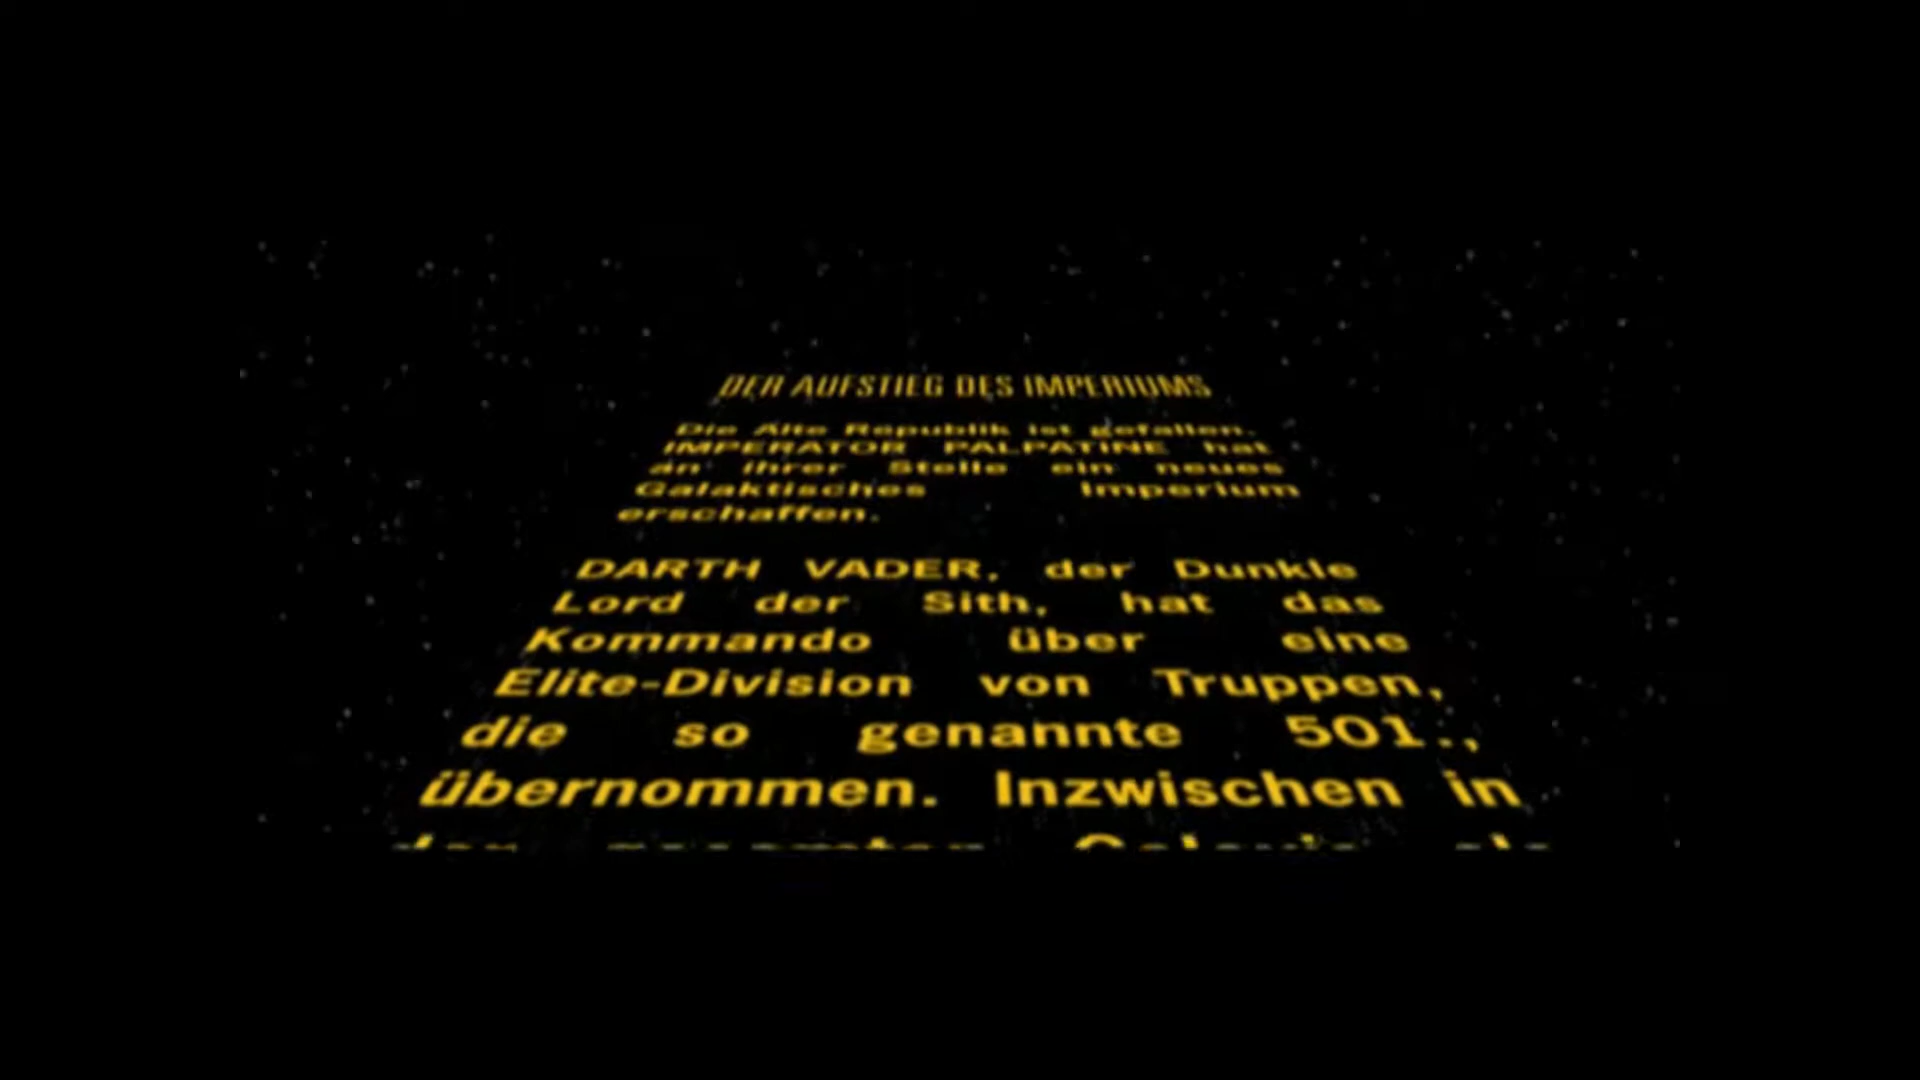 DER AUFSTIEG DES IMPERIUMS
Die Alte Republik ist gefallen.
IMPERATOR PALPATINE hat
an ihrer Stelle ein neues
Galaktisches Imperium
erschaffen.
DARTH VADER, der Dunkle
Lord der Sith, hat das
Kommando über eine
Elite-Division von Truppen,
die so genannte 501.,
übernommen. Inzwischen in